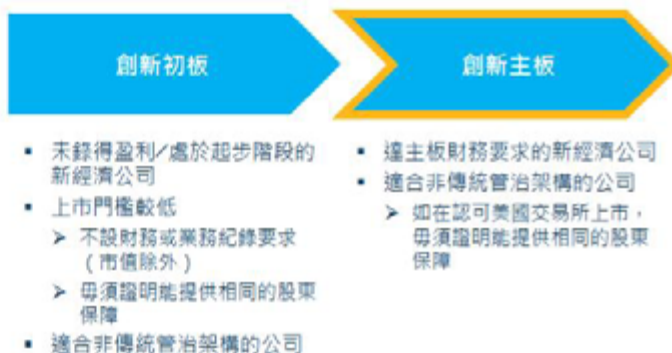 創新初板
▪ 未錄得盈利/處於起步階段的
新經濟公司
▪ 上市門檻較低
➢ 不設財務或業務紀錄要求
(市值除外)
➢ 毋須證明能提供相同的股東
保障
▪ 適合非傳統管治架構的公司
創新主板
▪ 達主板財務要求的新經濟公司
▪ 適合非傳統管治架構的公司
➢ 如在認可美國交易所上市,
毋須證明能提供相同的股東
保障